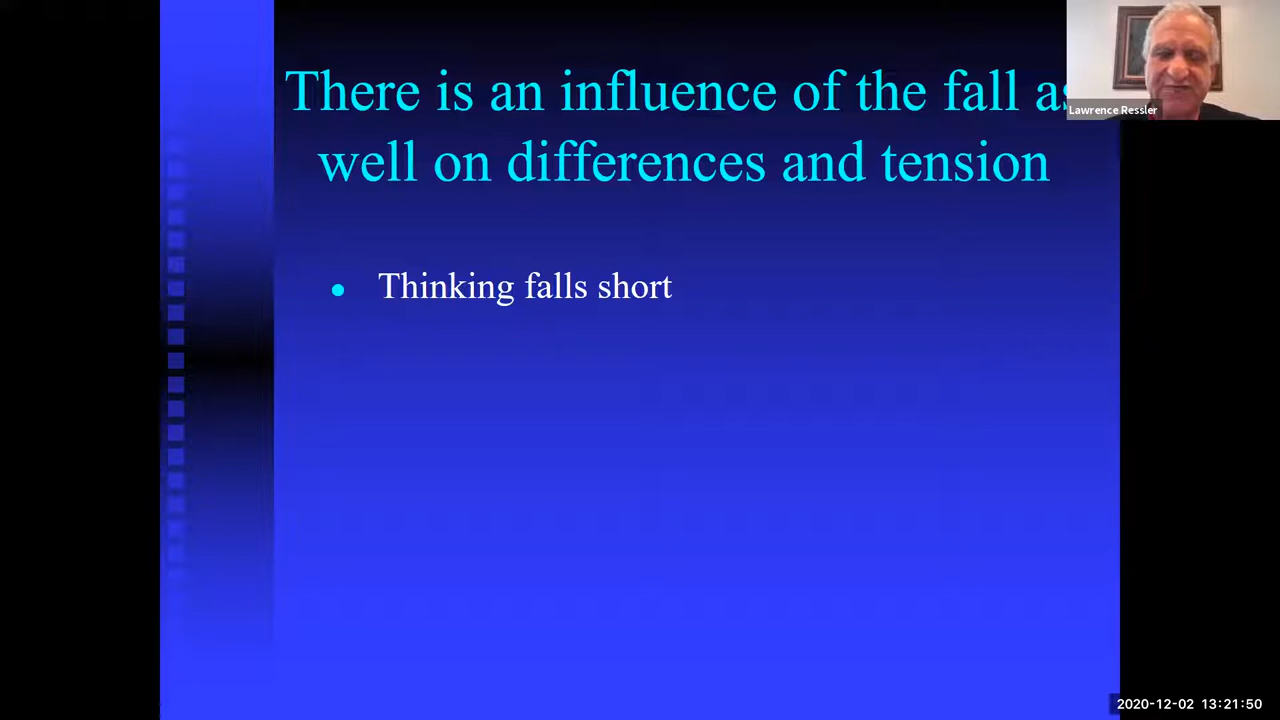 There is an influence of the fall as
well on differences and tension
Thinking falls short
Lawrence Ressler
2020-12-02 13:21:50